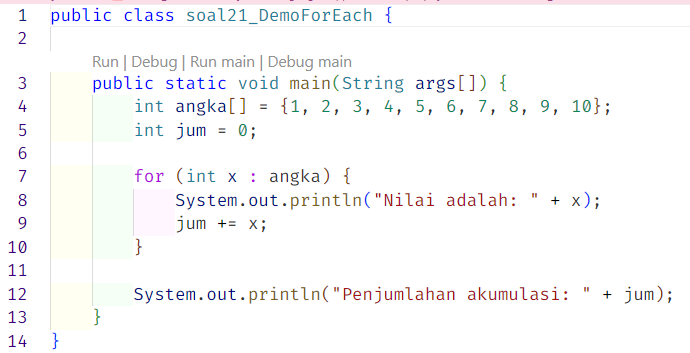 1 public class soal21_DemoForEach {
2
Run | Debug | Run main | Debug main
3     public static void main(String args[]) {
4         int angka[] = {1, 2, 3, 4, 5, 6, 7, 8, 9, 10};
5         int jum = 0;
6
7         for (int x : angka) {
8             System.out.println("Nilai adalah: " + x);
9             jum += x;
10         }
11
12         System.out.println("Penjumlahan akumulasi: " + jum);
13     }
14 }